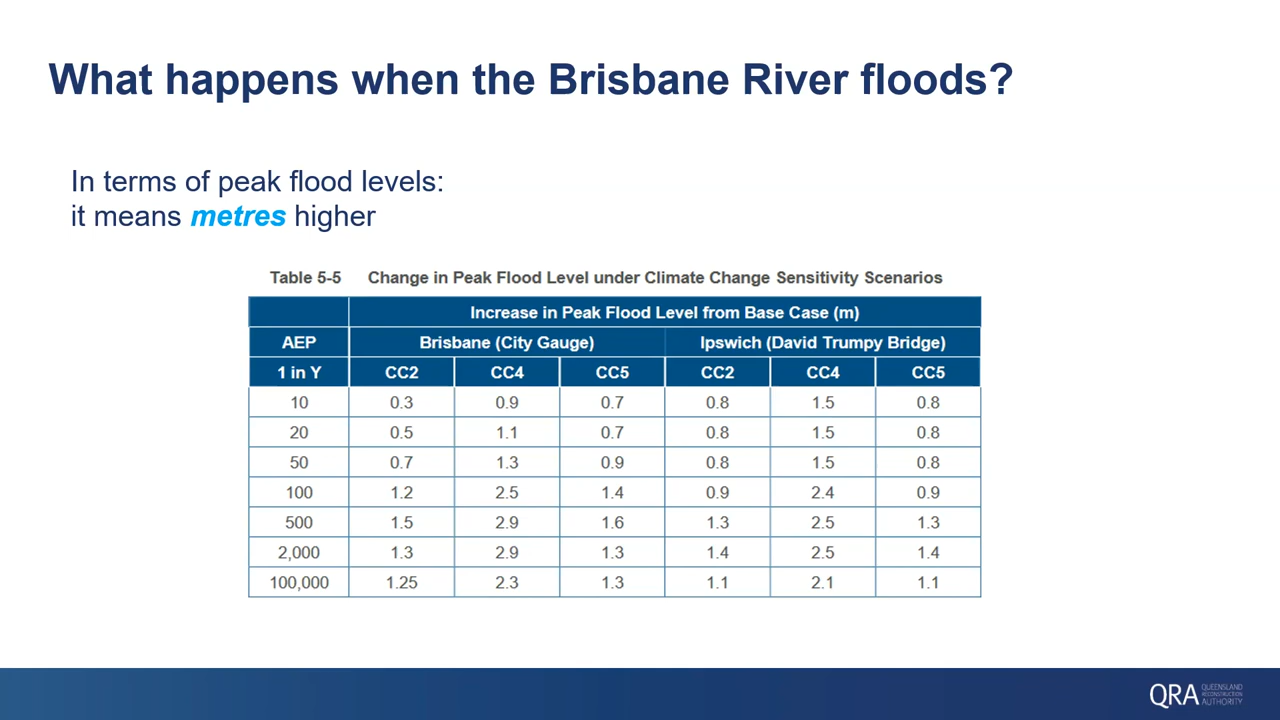 What happens when the Brisbane River floods?
In terms of peak flood levels:
it means metres higher
Table 5-5 Change in Peak Flood Level under Climate Change Sensitivity Scenarios
Increase in Peak Flood Level from Base Case (m)
AEP Brisbane (City Gauge) Ipswich (David Trumpy Bridge)
1 in Y CC2 CC4 CC5 CC2 CC4 CC5
10 0.3 0.9 0.7 0.8 1.5 0.8
20 0.5 1.1 0.7 0.8 1.5 0.8
50 0.7 1.3 0.9 0.8 1.5 0.8
100 1.2 2.5 1.4 0.9 2.4 0.9
500 1.5 2.9 1.6 1.3 2.5 1.3
2,000 1.3 2.9 1.3 1.4 2.5 1.4
100,000 1.25 2.3 1.3 1.1 2.1 1.1
QRA
QUEENSLAND
RECONSTRUCTION
AUTHORITY